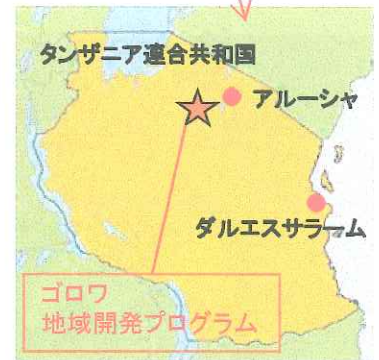 タンザニア連合共和国
アルーシャ
ダルエスサラーム
ゴロワ
地域開発プログラム